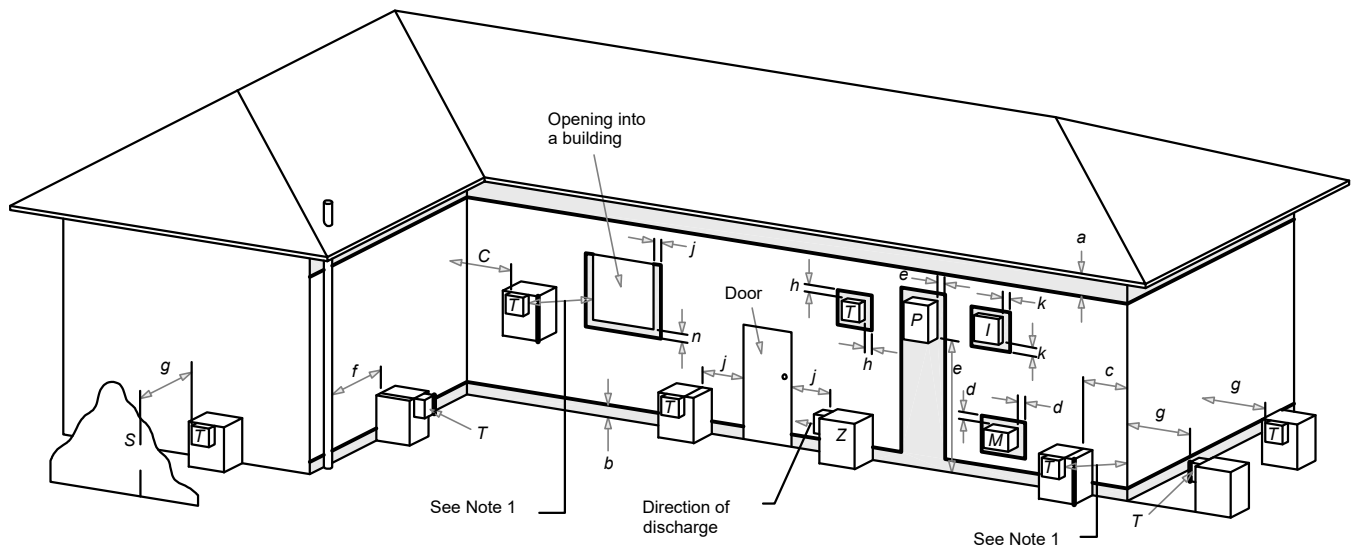 Opening into
a building
a
j
C
e
Door
h
k
T
T
P
I
h
k
g
f
j
e
c
j
d
d
g
g
T
S
T
T
Z
M
T
T
b
See Note 1
Direction of
discharge
T
See Note 1